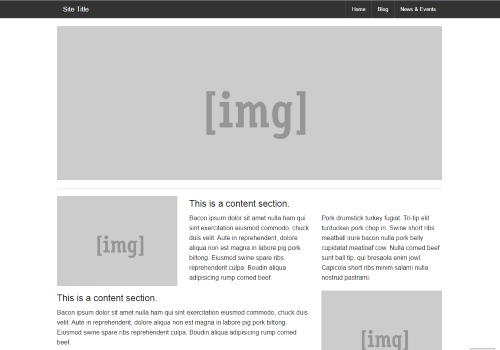 Site Title
Home Blog News & Events
[img]
[img]
This is a content section.
Bacon ipsum dolor sit amet nulla ham qui
sint exercitation eiusmod commodo, chuck
duis velit. Aute in reprehenderit, dolore
aliqua non est magna in labore pig pork
biltong. Eiusmod swine spare ribs
reprehenderit culpa. Boudin aliqua
adipisicing rump corned beef.
Pork drumstick turkey fugiat. Tri-tip elit
turducken pork chop in. Swine short ribs
meatball irure bacon nulla pork belly
cupidatat meatloaf cow. Nulla corned beef
sunt ball tip, qui bresaola enim jowl.
Capicola short ribs minim salami nulla
nostrud pastrami.
This is a content section.
Bacon ipsum dolor sit amet nulla ham qui sint exercitation eiusmod commodo, chuck duis
velit. Aute in reprehenderit, dolore aliqua non est magna in labore pig pork biltong.
Eiusmod swine spare ribs reprehenderit culpa. Boudin aliqua adipisicing rump corned
beef.
[img]